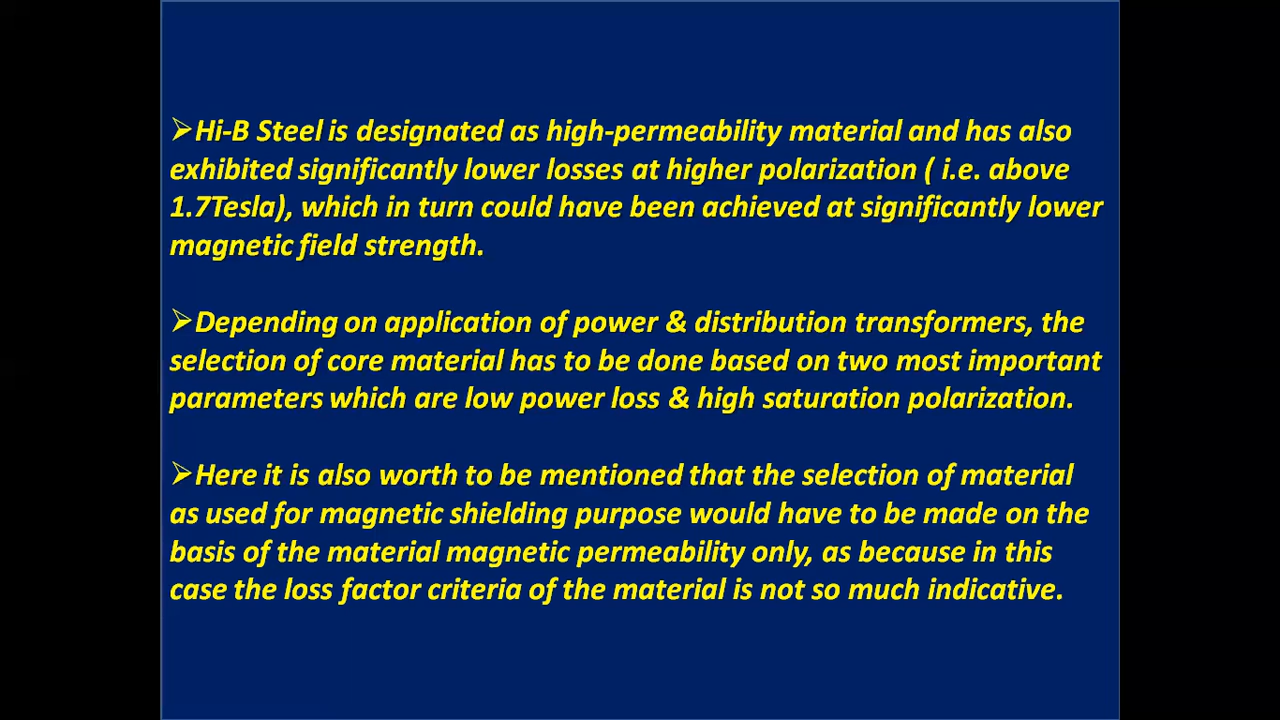 ➢Hi-B Steel is designated as high-permeability material and has also
exhibited significantly lower losses at higher polarization ( i.e. above
1.7Tesla), which in turn could have been achieved at significantly lower
magnetic field strength.
➢Depending on application of power & distribution transformers, the
selection of core material has to be done based on two most important
parameters which are low power loss & high saturation polarization.
➢Here it is also worth to be mentioned that the selection of material
as used for magnetic shielding purpose would have to be made on the
basis of the material magnetic permeability only, as because in this
case the loss factor criteria of the material is not so much indicative.